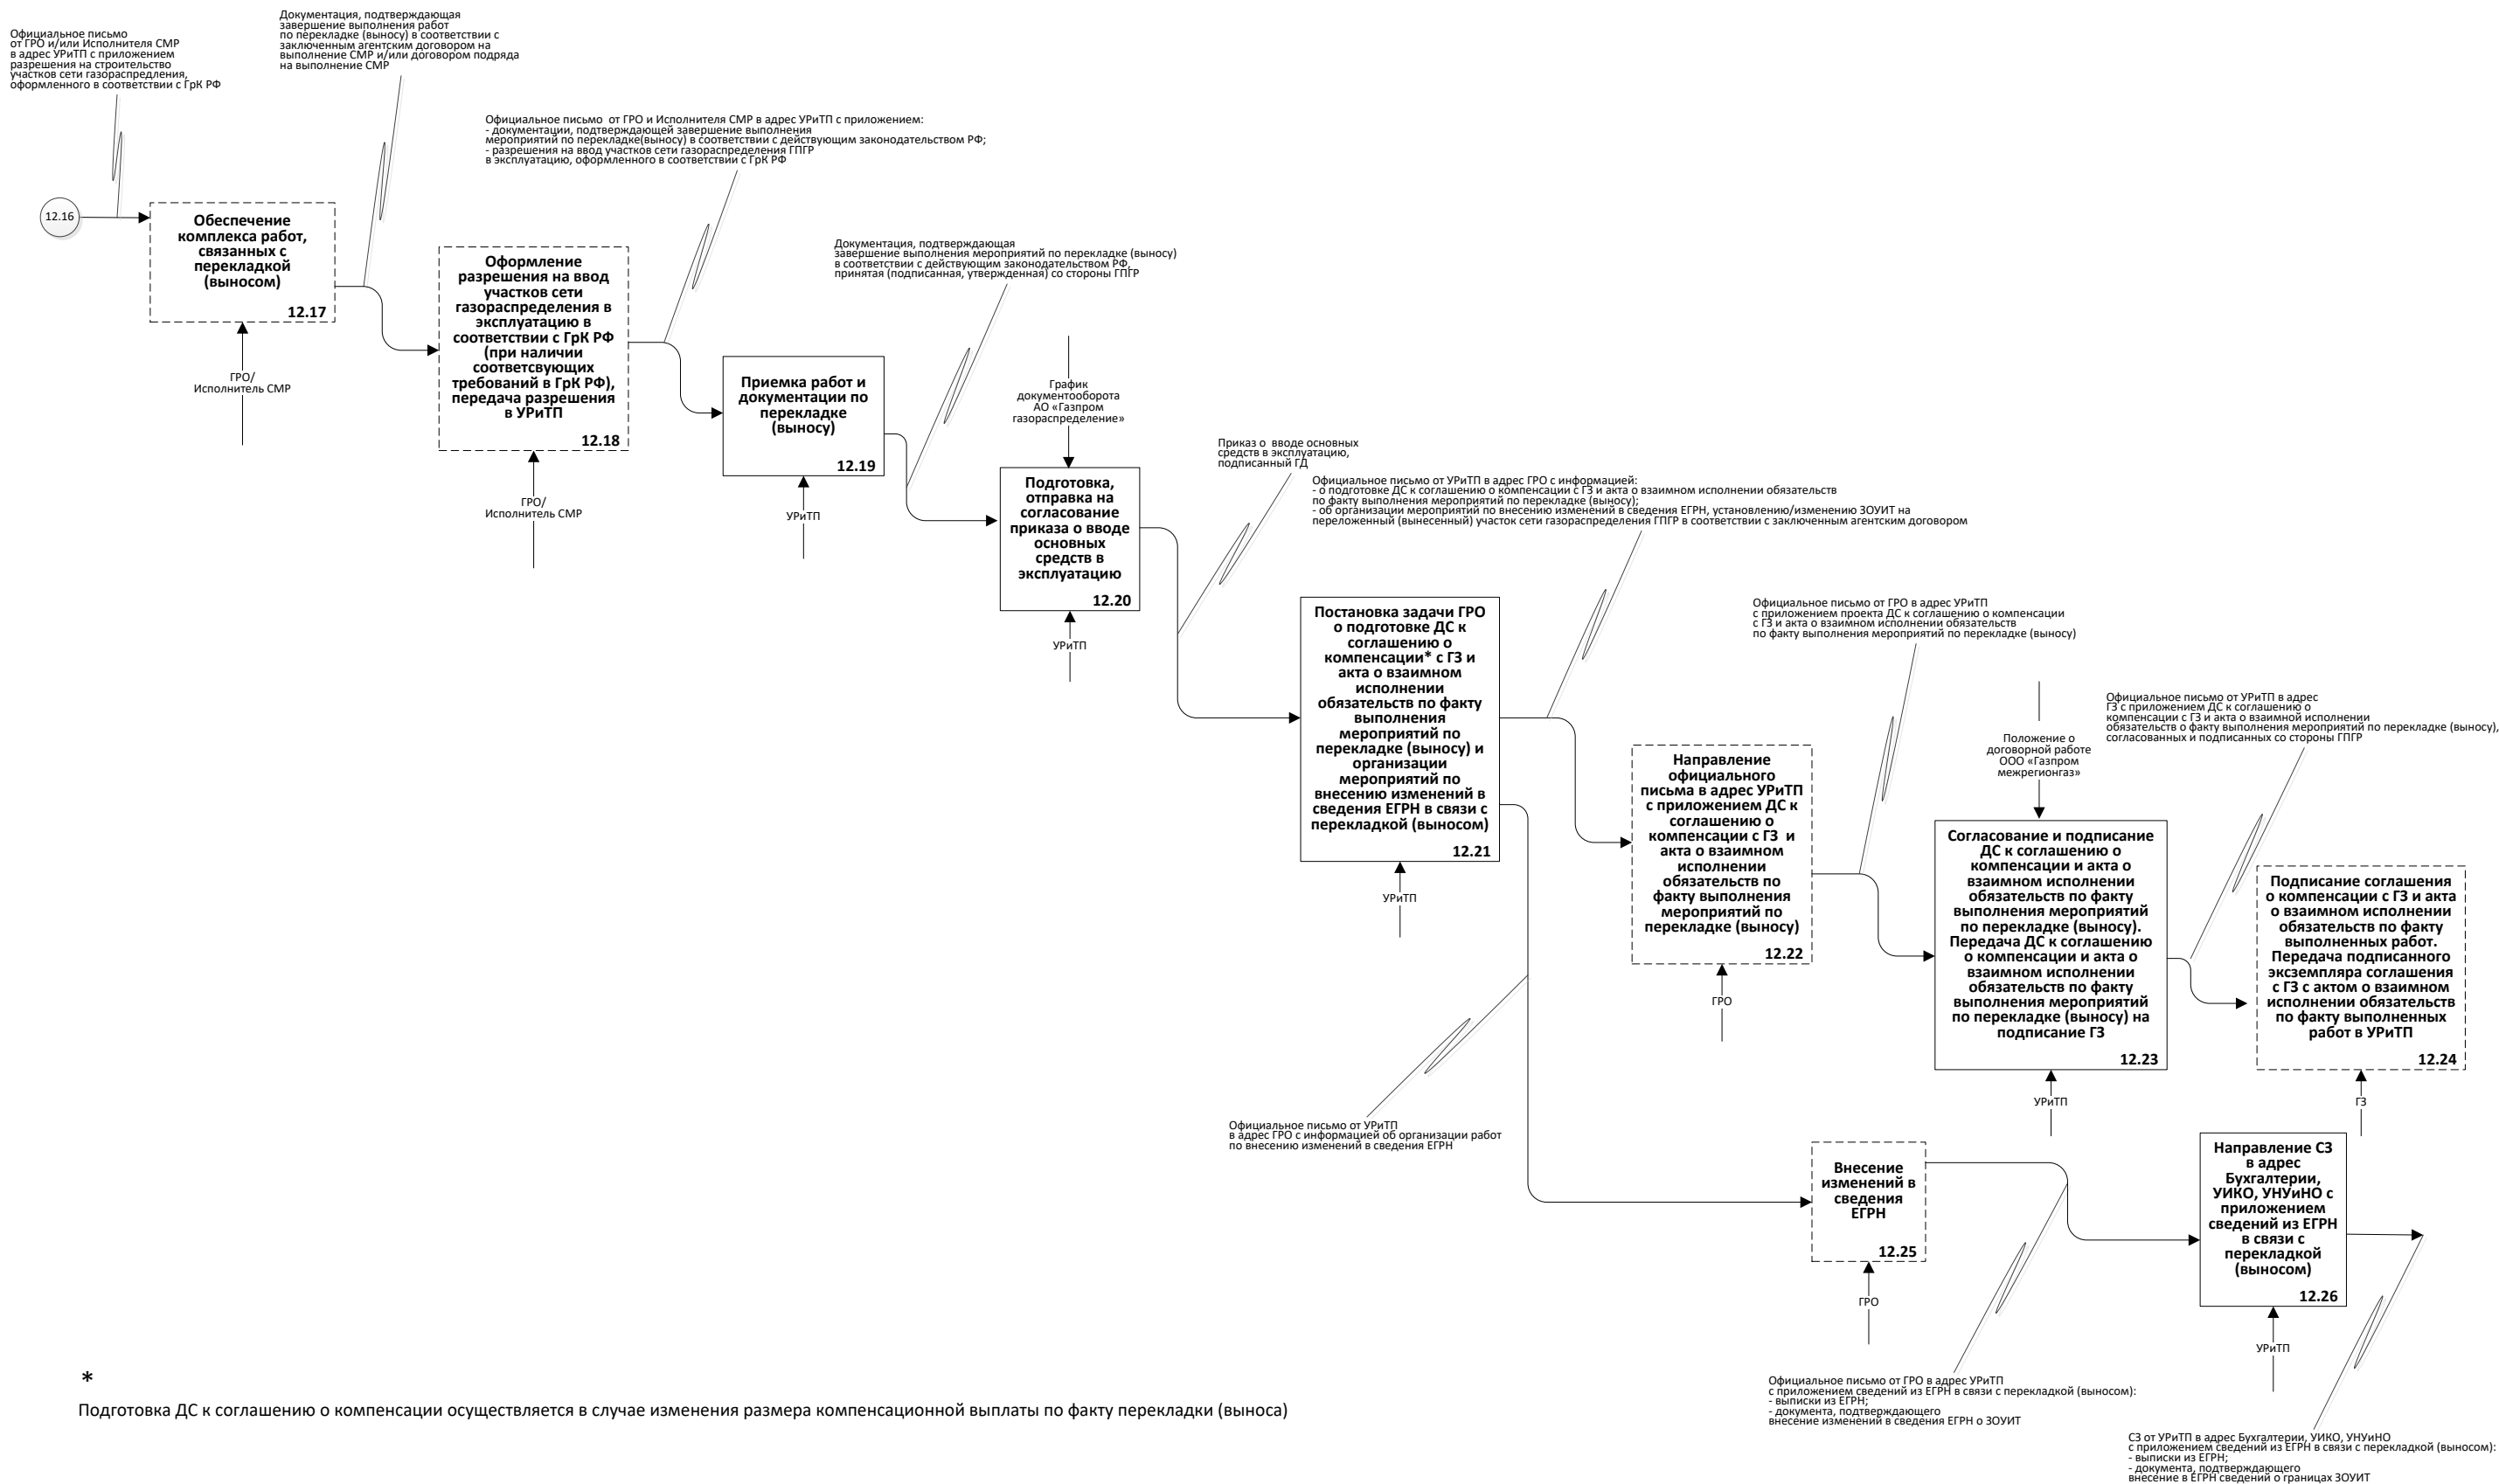 Официальное письмо
от ГРО и/или Исполнителя СМР
в адрес УРиТП с приложением
разрешения на строительство
участков сети газораспредления,
оформленного в соответствии с ГрК РФ
Документация, подтверждающая
завершение выполнения работ
по перекладке (выносу) в соответствии с
заключенным агентским договором на
выполнение СМР и/или договором подряда
на выполнение СМР
Официальное письмо  от ГРО и Исполнителя СМР в адрес УРиТП с приложением:
- документации, подтверждающей завершение выполнения
мероприятий по перекладке(выносу) в соответствии с действующим законодательством РФ;
- разрешения на ввод участков сети газораспределения ГПГР
в эксплуатацию, оформленного в соответствии с ГрК РФ
12.16
Обеспечение
комплекса работ,
связанных с
перекладкой
(выносом)
12.17
ГРО/
Исполнитель СМР
Оформление
разрешения на ввод
участков сети
газораспределения в
эксплуатацию в
соответствии с ГрК РФ
(при наличии
соответсвующих
требований в ГрК РФ),
передача разрешения
в УРиТП
12.18
ГРО/
Исполнитель СМР
Документация, подтверждающая
завершение выполнения мероприятий по перекладке (выносу)
в соответствии с действующим законодательством РФ,
принятая (подписанная, утвержденная) со стороны ГПГР
Приемка работ и
документации по
перекладке
(выносу)
12.19
УРиТП
График
документооборота
АО «Газпром
газораспределение»
Подготовка,
отправка на
согласование
приказа о вводе
основных
средств в
эксплуатацию
12.20
УРиТП
Приказ о  вводе основных
средств в эксплуатацию,
подписанный ГД
Официальное письмо от УРиТП в адрес ГРО с информацией:
- о подготовке ДС к соглашению о компенсации с ГЗ и акта о взаимном исполнении обязательств
по факту выполнения мероприятий по перекладке (выносу);
- об организации мероприятий по внесению изменений в сведения ЕГРН, установлению/изменению ЗОУИТ на
переложенный (вынесенный) участок сети газораспределения ГПГР в соответствии с заключенным агентским договором
Постановка задачи ГРО
о подготовке ДС к
соглашению о
компенсации* с ГЗ и
акта о взаимном
исполнении
обязательств по факту
выполнения
мероприятий по
перекладке (выносу) и
организации
мероприятий по
внесению изменений в
сведения ЕГРН в связи с
перекладкой (выносом)
12.21
УРиТП
Официальное письмо от ГРО в адрес УРиТП
с приложением проекта ДС к соглашению о компенсации
с ГЗ и акта о взаимном исполнении обязательств
по факту выполнения мероприятий по перекладке (выносу)
Направление
официального
письма в адрес УРиТП
с приложением ДС к
соглашению о
компенсации с ГЗ  и
акта о взаимном
исполнении
обязательств по
факту выполнения
мероприятий по
перекладке (выносу)
12.22
ГРО
Положение о
договорной работе
ООО «Газпром
межрегионгаз»
Официальное письмо от УРиТП в адрес
ГЗ с приложением ДС к соглашению о
компенсации с ГЗ и акта о взаимной исполнении
обязательств о факту выполнения мероприятий по перекладке (выносу),
согласованных и подписанных со стороны ГПГР
Согласование и подписание
ДС к соглашению о
компенсации и акта о
взаимном исполнении
обязательств по факту
выполнения мероприятий
по перекладке (выносу).
Передача ДС к соглашению
о компенсации и акта о
взаимном исполнении
обязательств по факту
выполнения мероприятий
по перекладке (выносу) на
подписание ГЗ
12.23
УРиТП
Подписание соглашения
о компенсации с ГЗ и акта
о взаимном исполнении
обязательств по факту
выполненных работ.
Передача подписанного
эксземпляра соглашения
с ГЗ с актом о взаимном
исполнении обязательств
по факту выполненных
работ в УРиТП
12.24
ГЗ
Официальное письмо от УРиТП
в адрес ГРО с информацией об организации работ
по внесению изменений в сведения ЕГРН
Внесение
изменений в
сведения
ЕГРН
12.25
ГРО
Направление СЗ
в адрес
Бухгалтерии,
УИКО, УНУиНО с
приложением
сведений из ЕГРН
в связи с
перекладкой
(выносом)
12.26
УРиТП
Официальное письмо от ГРО в адрес УРиТП
с приложением сведений из ЕГРН в связи с перекладкой (выносом):
- выписки из ЕГРН;
- документа, подтверждающего
внесение изменений в сведения ЕГРН о ЗОУИТ
СЗ от УРиТП в адрес Бухгалтерии, УИКО, УНУиНО
с приложением сведений из ЕГРН в связи с перекладкой (выносом):
- выписки из ЕГРН;
- документа, подтверждающего
внесение в ЕГРН сведений о границах ЗОУИТ
*
Подготовка ДС к соглашению о компенсации осуществляется в случае изменения размера компенсационной выплаты по факту перекладки (выноса)